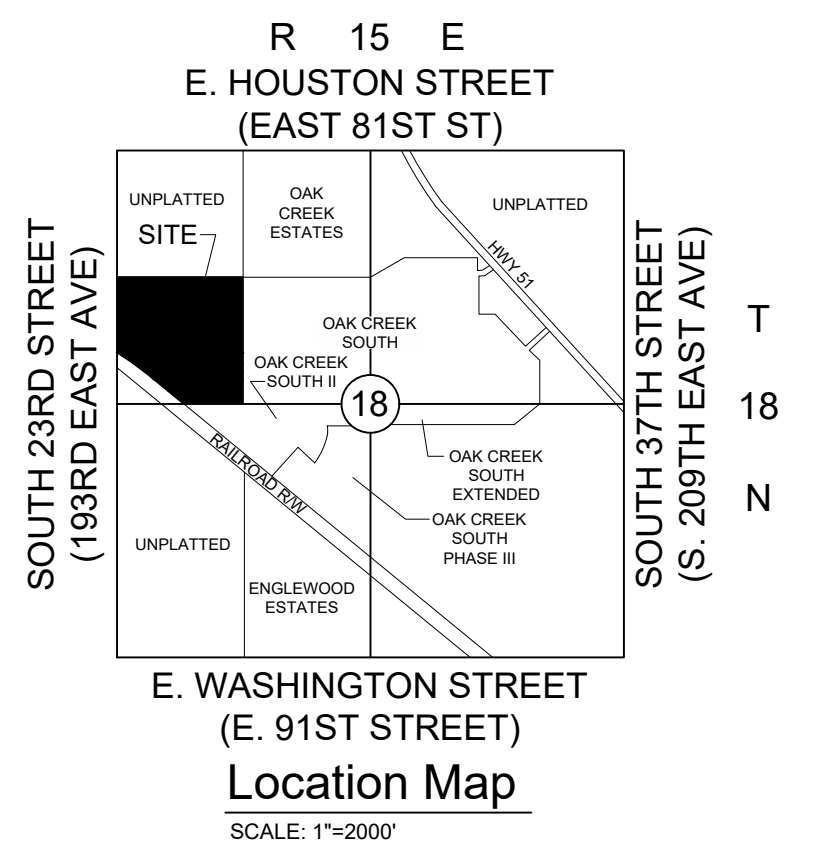 R 15 E
E. HOUSTON STREET
(EAST 81ST ST)
UNPLATTED
SITE
OAK
CREEK
ESTATES
UNPLATTED
HWY 51
SOUTH 23RD STREET
(193RD EAST AVE)
OAK CREEK
SOUTH
OAK CREEK
SOUTH II
18
RAILROAD R/W
OAK CREEK
SOUTH
EXTENDED
OAK CREEK
SOUTH
PHASE III
UNPLATTED
ENGLEWOOD
ESTATES
SOUTH 37TH STREET
(S. 209TH EAST AVE)
T
18
N
E. WASHINGTON STREET
(E. 91ST STREET)
Location Map
SCALE: 1"=2000'